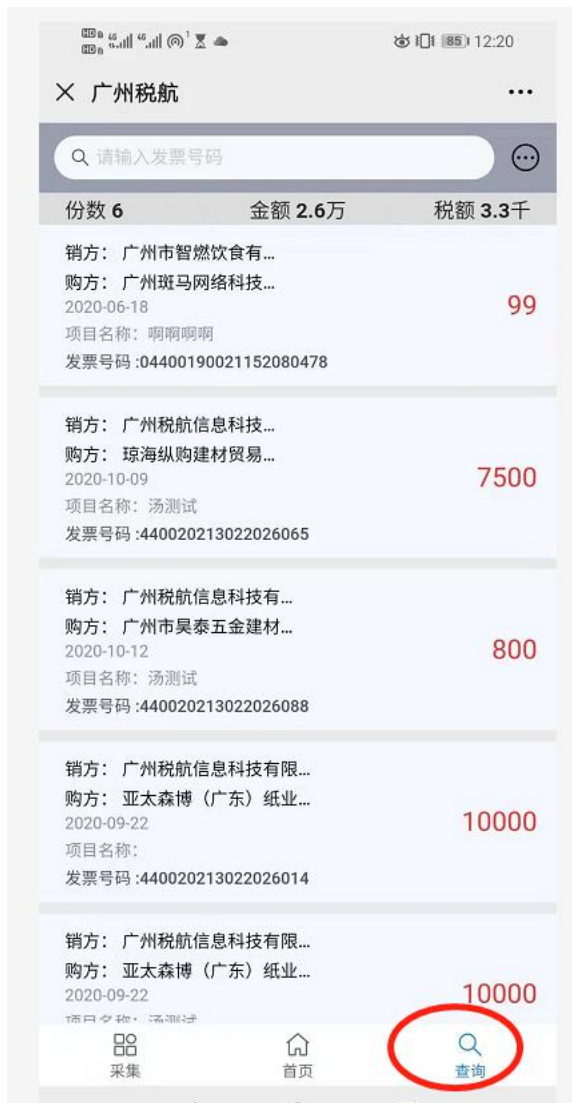 85 12:20
广州税航
请输入发票号码
份数 6 金额 2.6万 税额 3.3千
销方： 广州市智燃饮食有...
购方： 广州斑马网络科技...
2020-06-18
99
项目名称：啊啊啊啊
发票号码 :04400190021152080478
销方： 广州税航信息科技...
购方： 琼海纵购建材贸易...
2020-10-09
7500
项目名称：汤测试
发票号码 :440020213022026065
销方： 广州税航信息科技有...
购方： 广州市昊泰五金建材...
2020-10-12
800
项目名称：汤测试
发票号码 :440020213022026088
销方： 广州税航信息科技有限...
购方： 亚太森博（广东）纸业...
2020-09-22
10000
项目名称：
发票号码 :440020213022026014
销方： 广州税航信息科技有限...
购方： 亚太森博（广东）纸业...
2020-09-22
10000
项目名称：汤测试
采集 首页 查询